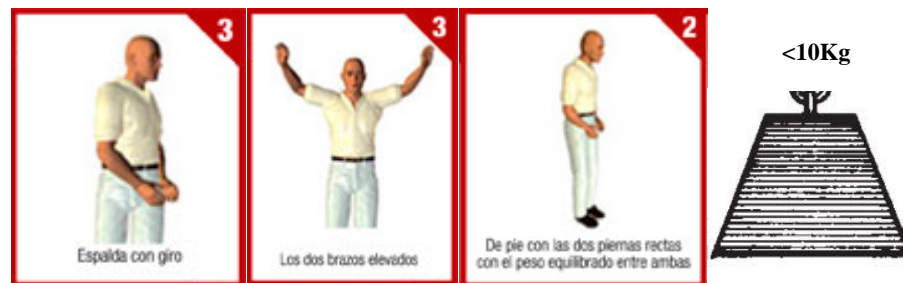 3
Espalda con giro
3
Los dos brazos elevados
2
De pie con las dos piernas rectas
con el peso equilibrado entre ambas
<10Kg